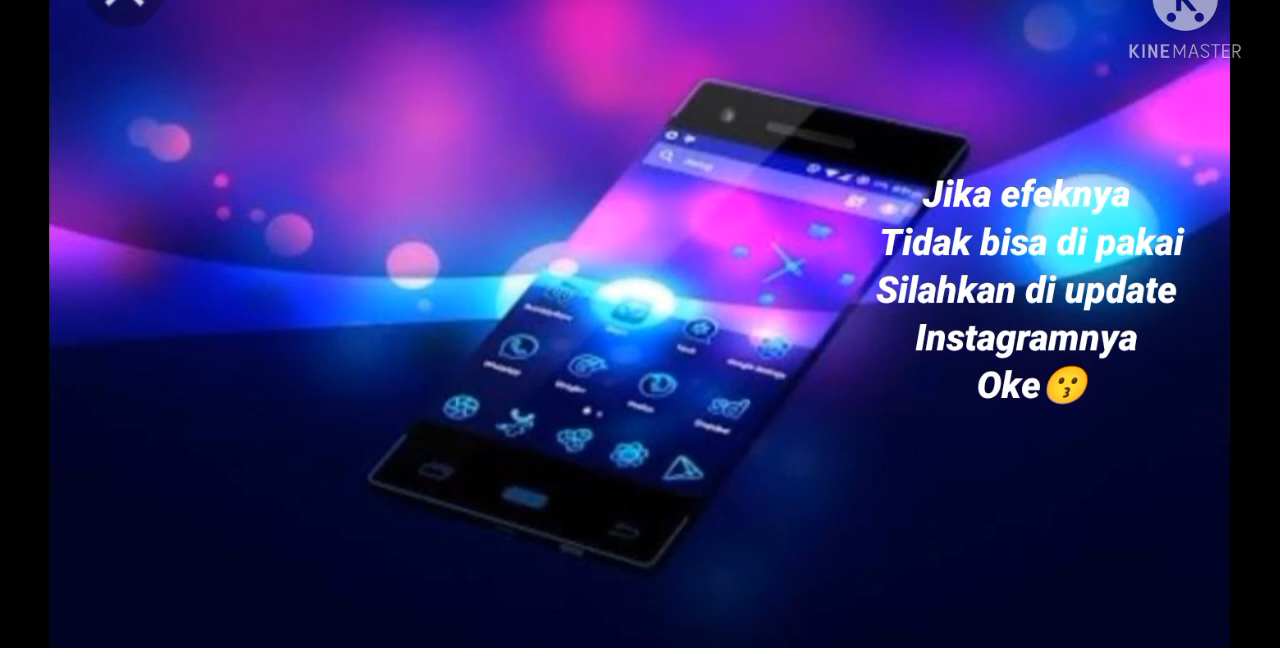 KINEMASTER
Jika efeknya
Tidak bisa di pakai
Silahkan di update
Instagramnya
Oke😗